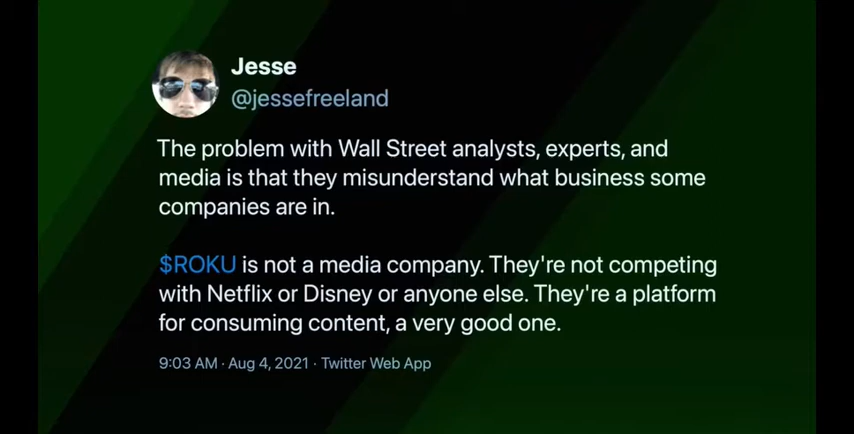 Jesse
@jessefreeland
The problem with Wall Street analysts, experts, and
media is that they misunderstand what business some
companies are in.
$ROKU is not a media company. They're not competing
with Netflix or Disney or anyone else. They're a platform
for consuming content, a very good one.
9:03 AM · Aug 4, 2021 · Twitter Web App